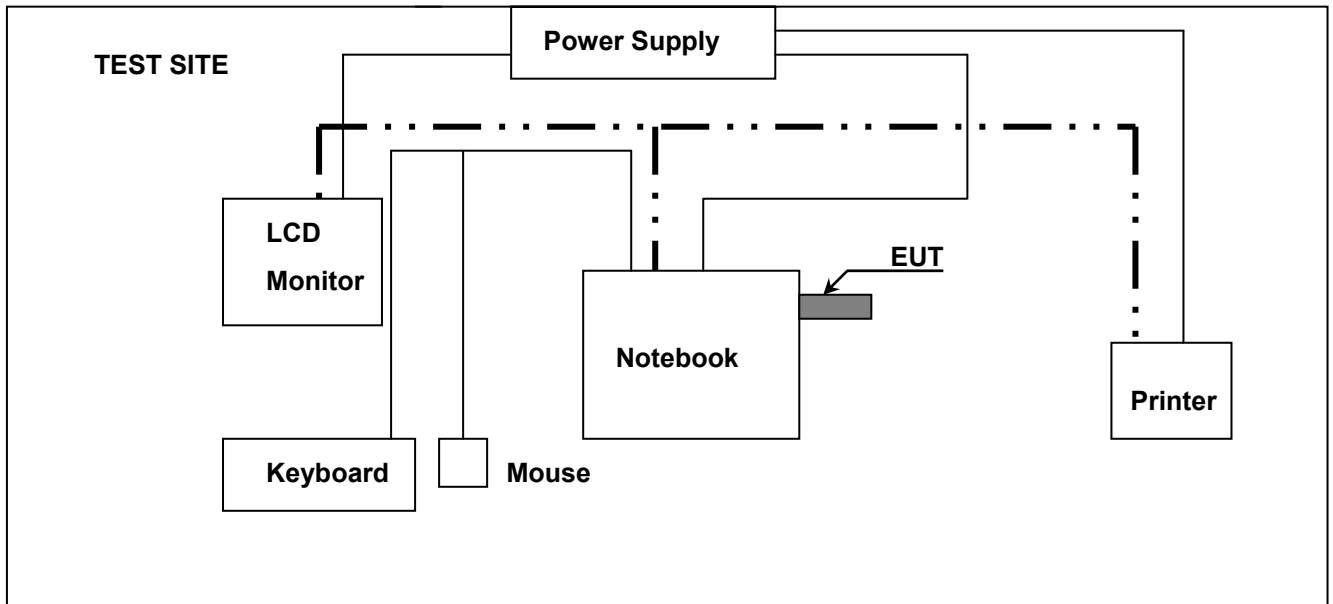 Power Supply
TEST SITE
LCD
Monitor
EUT
Notebook
Printer
Keyboard
Mouse